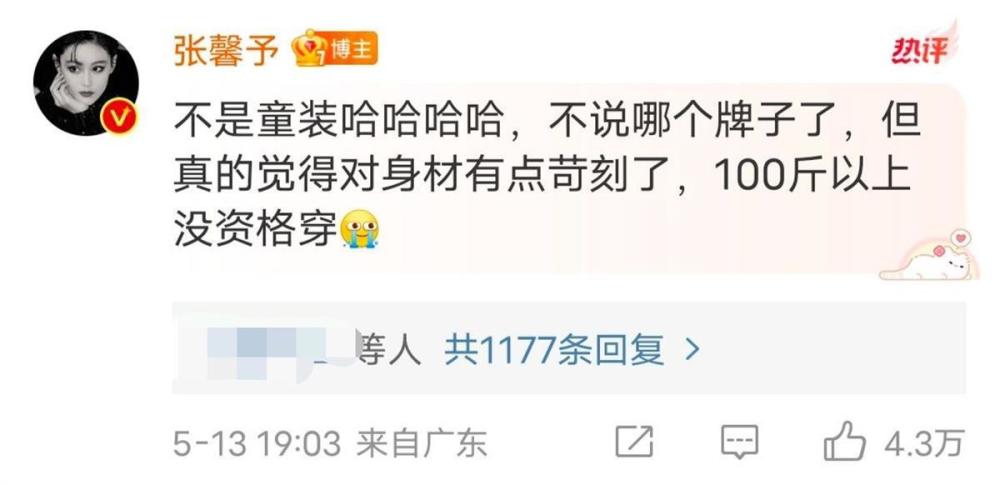 张馨予 7 博主
热评
不是童装哈哈哈哈，不说哪个牌子了，但
真的觉得对身材有点苛刻了，100斤以上
没资格穿😭
等人 共1177条回复 >
5-13 19:03 来自广东 4.3万